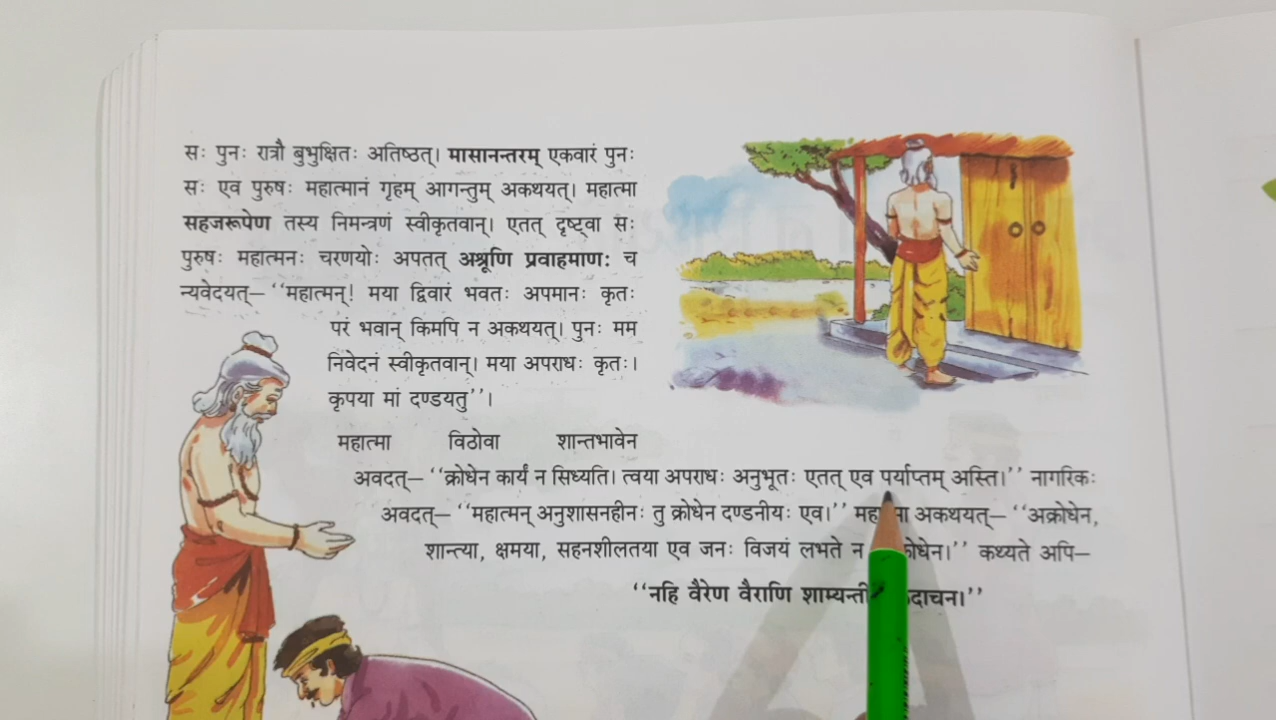 सः पुनः रात्रौ बुभुक्षितः अतिष्ठत्। मासानन्तरम् एकवारं पुनः
सः एव पुरुषः महात्मानं गृहम् आगन्तुम् अकथयत्। महात्मा
सहजरूपेण तस्य निमन्त्रणं स्वीकृतवान्। एतत् दृष्ट्वा सः
पुरुषः महात्मनः चरणयोः अपतत् अश्रूणि प्रवाहमाणः च
न्यवेदयत्— ‘‘महात्मन्! मया द्विवारं भवतः अपमानः कृतः
परं भवान् किमपि न अकथयत्। पुनः मम
निवेदनं स्वीकृतवान्। मया अपराधः कृतः।
कृपया मां दण्डयतु’’।
महात्मा विठोवा शान्तभावेन
अवदत्— ‘‘क्रोधेन कार्यं न सिध्यति। त्वया अपराधः अनुभूतः एतत् एव पर्याप्तम् अस्ति।’’ नागरिकः
अवदत्— ‘‘महात्मन् अनुशासनहीनः तु क्रोधेन दण्डनीयः एव।’’ अकथयत्— ‘‘अक्रोधेन,
शान्त्या, क्षमया, सहनशीलतया एव जनः विजयं लभते न कथ्यते अपि—
‘‘नहि वैरेण वैराणि